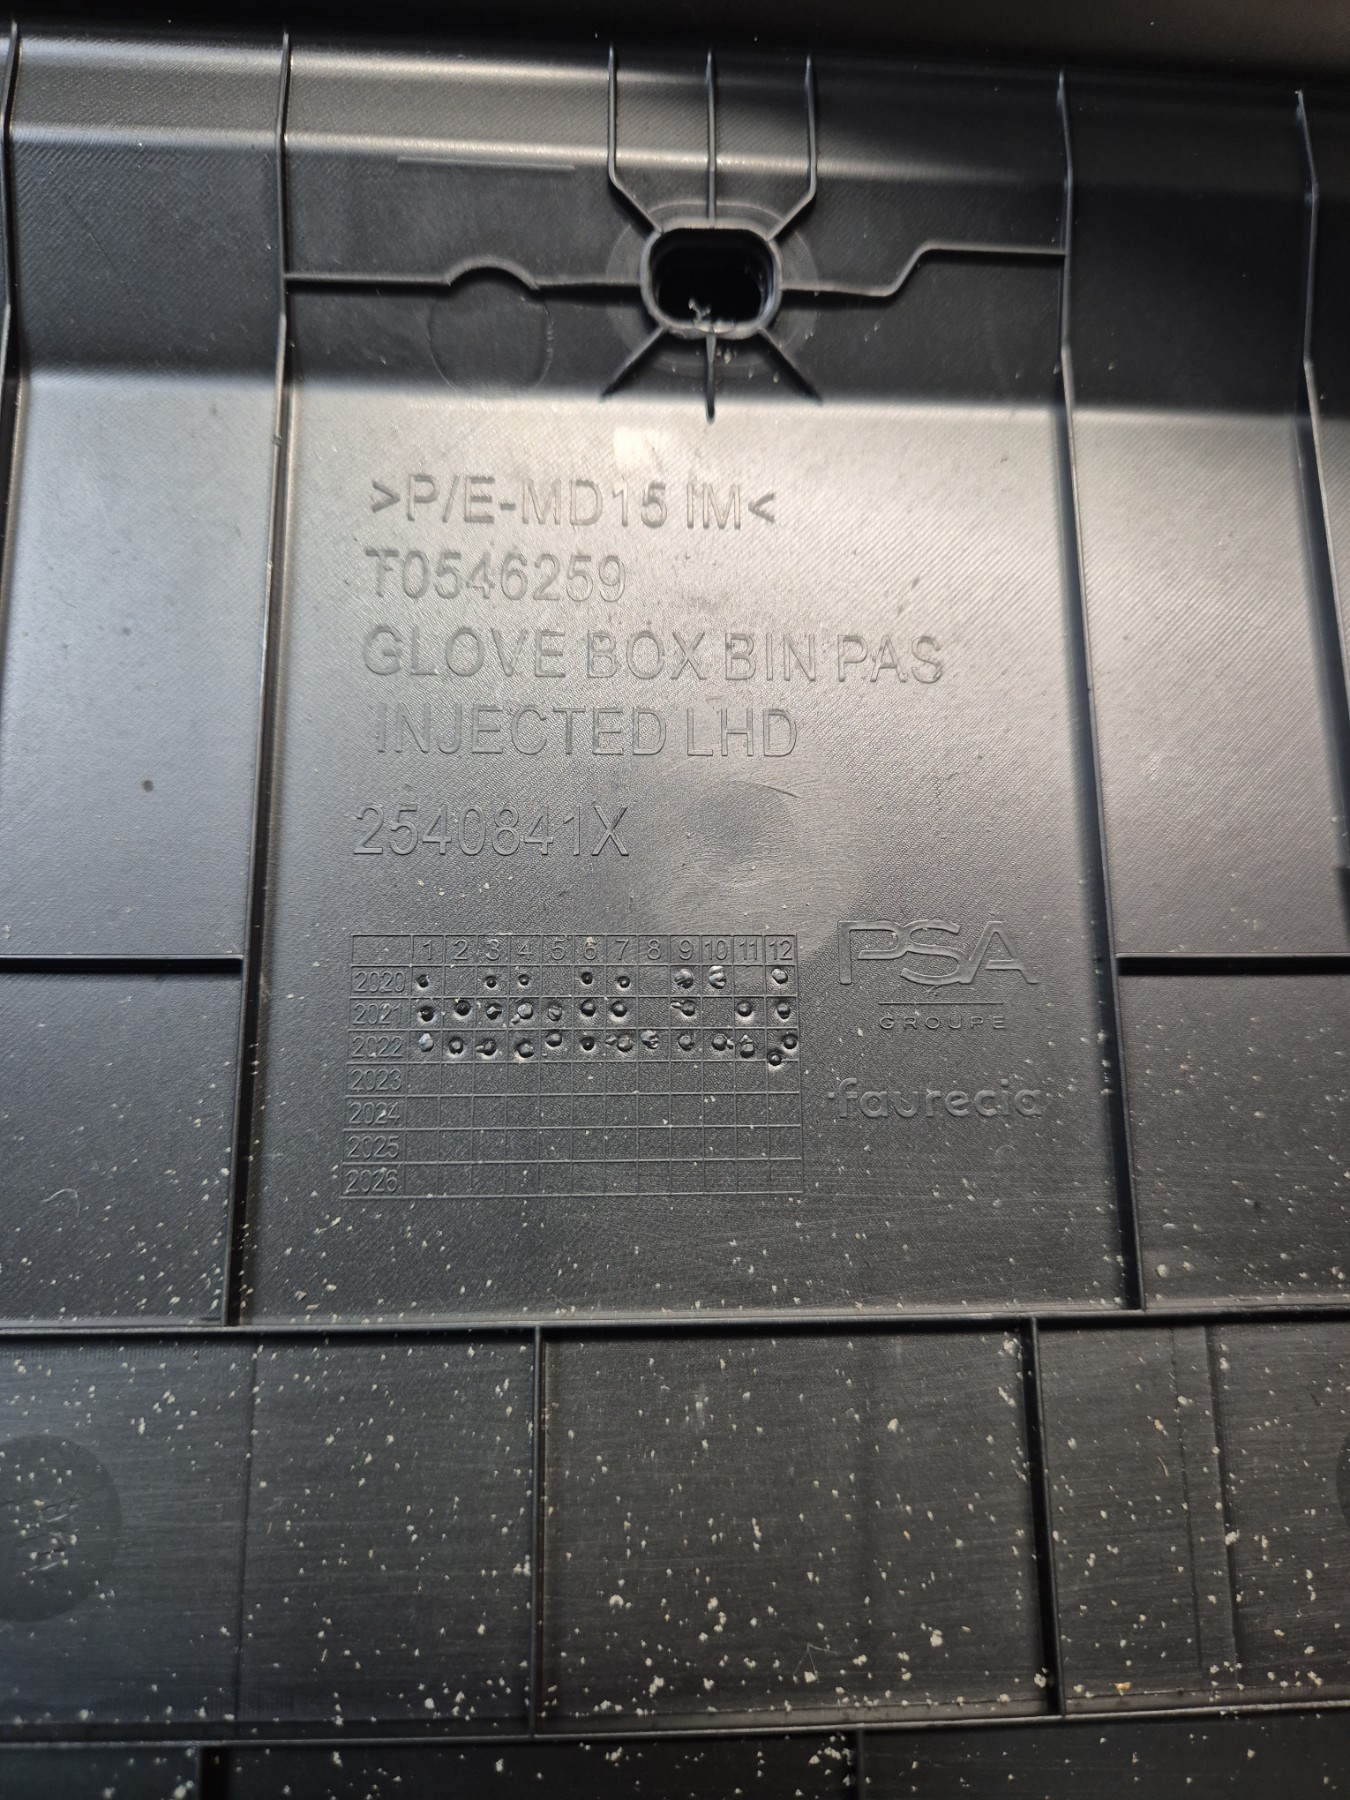 >P/E-MD15 IM<
T0546259
GLOVE BOX BIN PAS
INJECTED LHD
2540841X
1 2 3 4 5 6 7 8 9 10 11 12
2020
2021
2022
2023
2024
2025
2026
PSA
GROUPE
faurecia